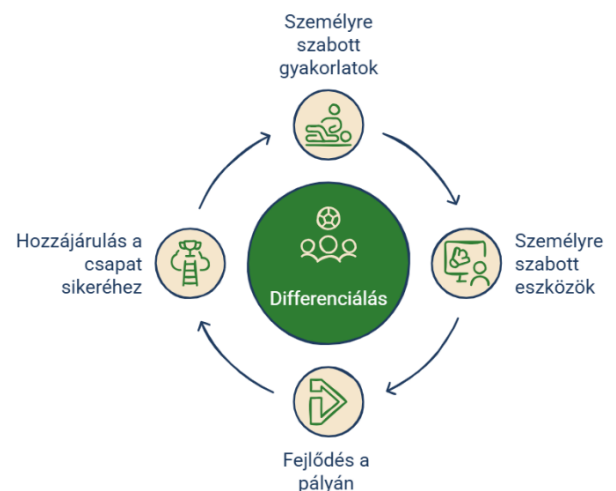 Személyre
szabott
gyakorlatok
Hozzájárulás a
csapat
sikeréhez
Differenciálás
Személyre
szabott
eszközök
Fejlődés a
pályán